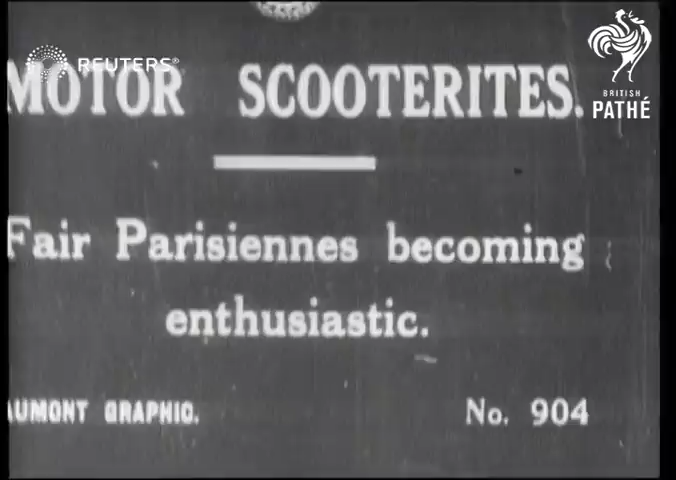 REUTERS
BRITISH
PATHÉ
MOTOR SCOOTERITES.
Fair Parisiennes becoming
enthusiastic.
AUMONT GRAPHIC.
No. 904